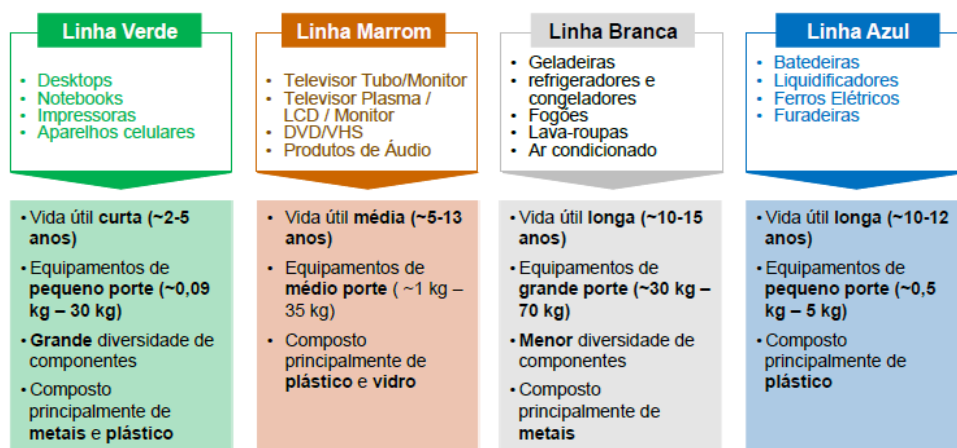 Linha Verde
• Desktops
• Notebooks
• Impressoras
• Aparelhos celulares
• Vida útil curta (~2-5
anos)
• Equipamentos de
pequeno porte (~0,09
kg – 30 kg)
• Grande diversidade de
componentes
• Composto
principalmente de
metais e plástico
Linha Marrom
• Televisor Tubo/Monitor
• Televisor Plasma /
LCD / Monitor
• DVD/VHS
• Produtos de Áudio
• Vida útil média (~5-13
anos)
• Equipamentos de
médio porte ( ~1 kg –
35 kg)
• Composto
principalmente de
plástico e vidro
Linha Branca
• Geladeiras
• refrigeradores e
congeladores
• Fogões
• Lava-roupas
• Ar condicionado
• Vida útil longa (~10-15
anos)
• Equipamentos de
grande porte (~30 kg –
70 kg)
• Menor diversidade de
componentes
• Composto
principalmente de
metais
Linha Azul
• Batedeiras
• Liquidificadores
• Ferros Elétricos
• Furadeiras
• Vida útil longa (~10-12
anos)
• Equipamentos de
pequeno porte (~0,5
kg – 5 kg)
• Composto
principalmente de
plástico